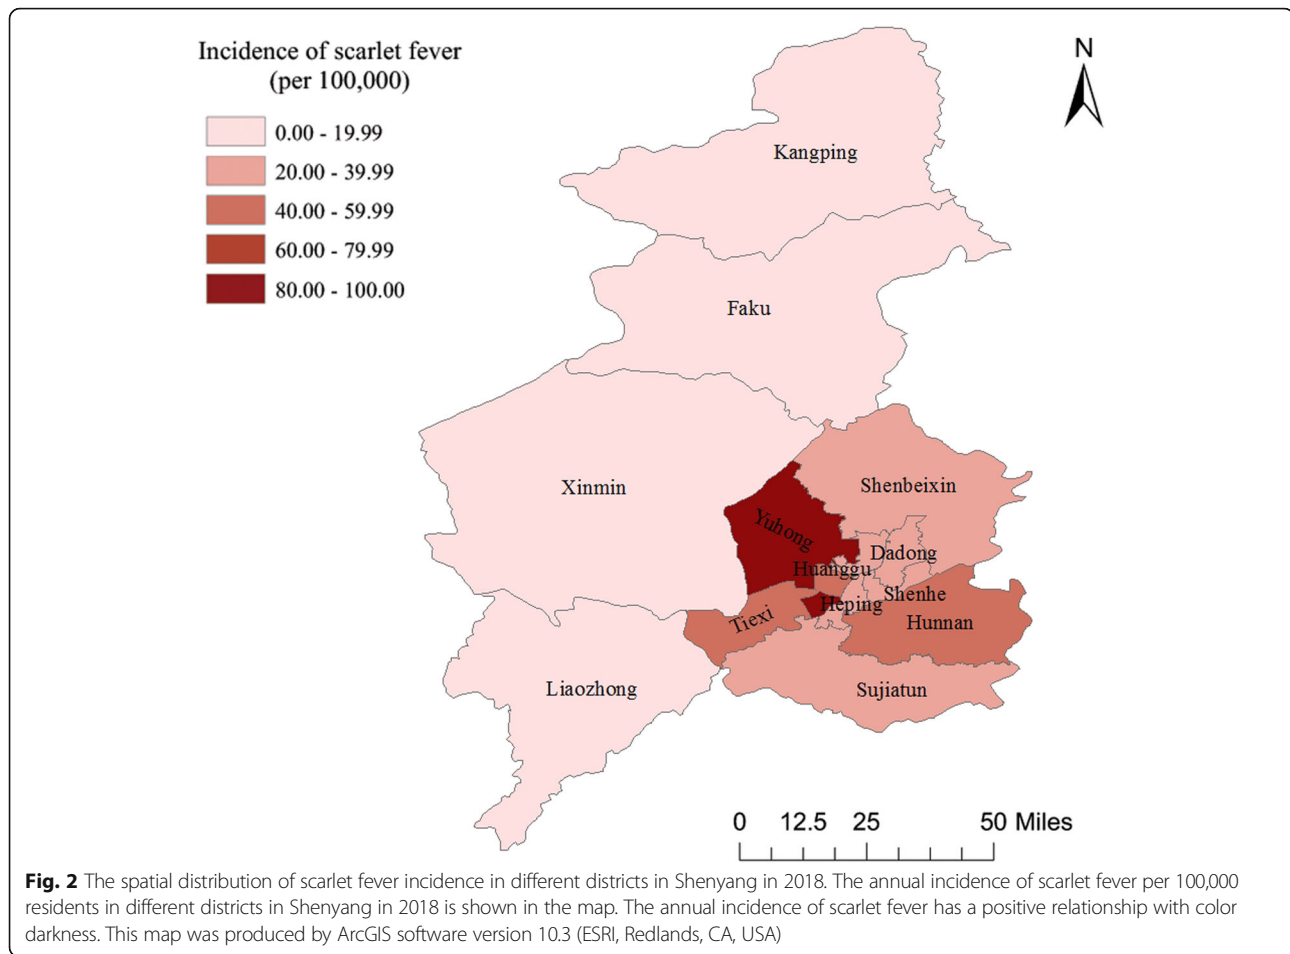 Incidence of scarlet fever
(per 100,000)
0.00 - 19.99
20.00 - 39.99
40.00 - 59.99
60.00 - 79.99
80.00 - 100.00
N
Kangping
Faku
Xinmin
Shenbeixin
Yuhong
Dadong
Huanggu
Shenhe
Heping
Tiexi
Hunnan
Liaozhong
Sujiatun
0 12.5 25 50 Miles
Fig. 2 The spatial distribution of scarlet fever incidence in different districts in Shenyang in 2018. The annual incidence of scarlet fever per 100,000
residents in different districts in Shenyang in 2018 is shown in the map. The annual incidence of scarlet fever has a positive relationship with color
darkness. This map was produced by ArcGIS software version 10.3 (ESRI, Redlands, CA, USA)